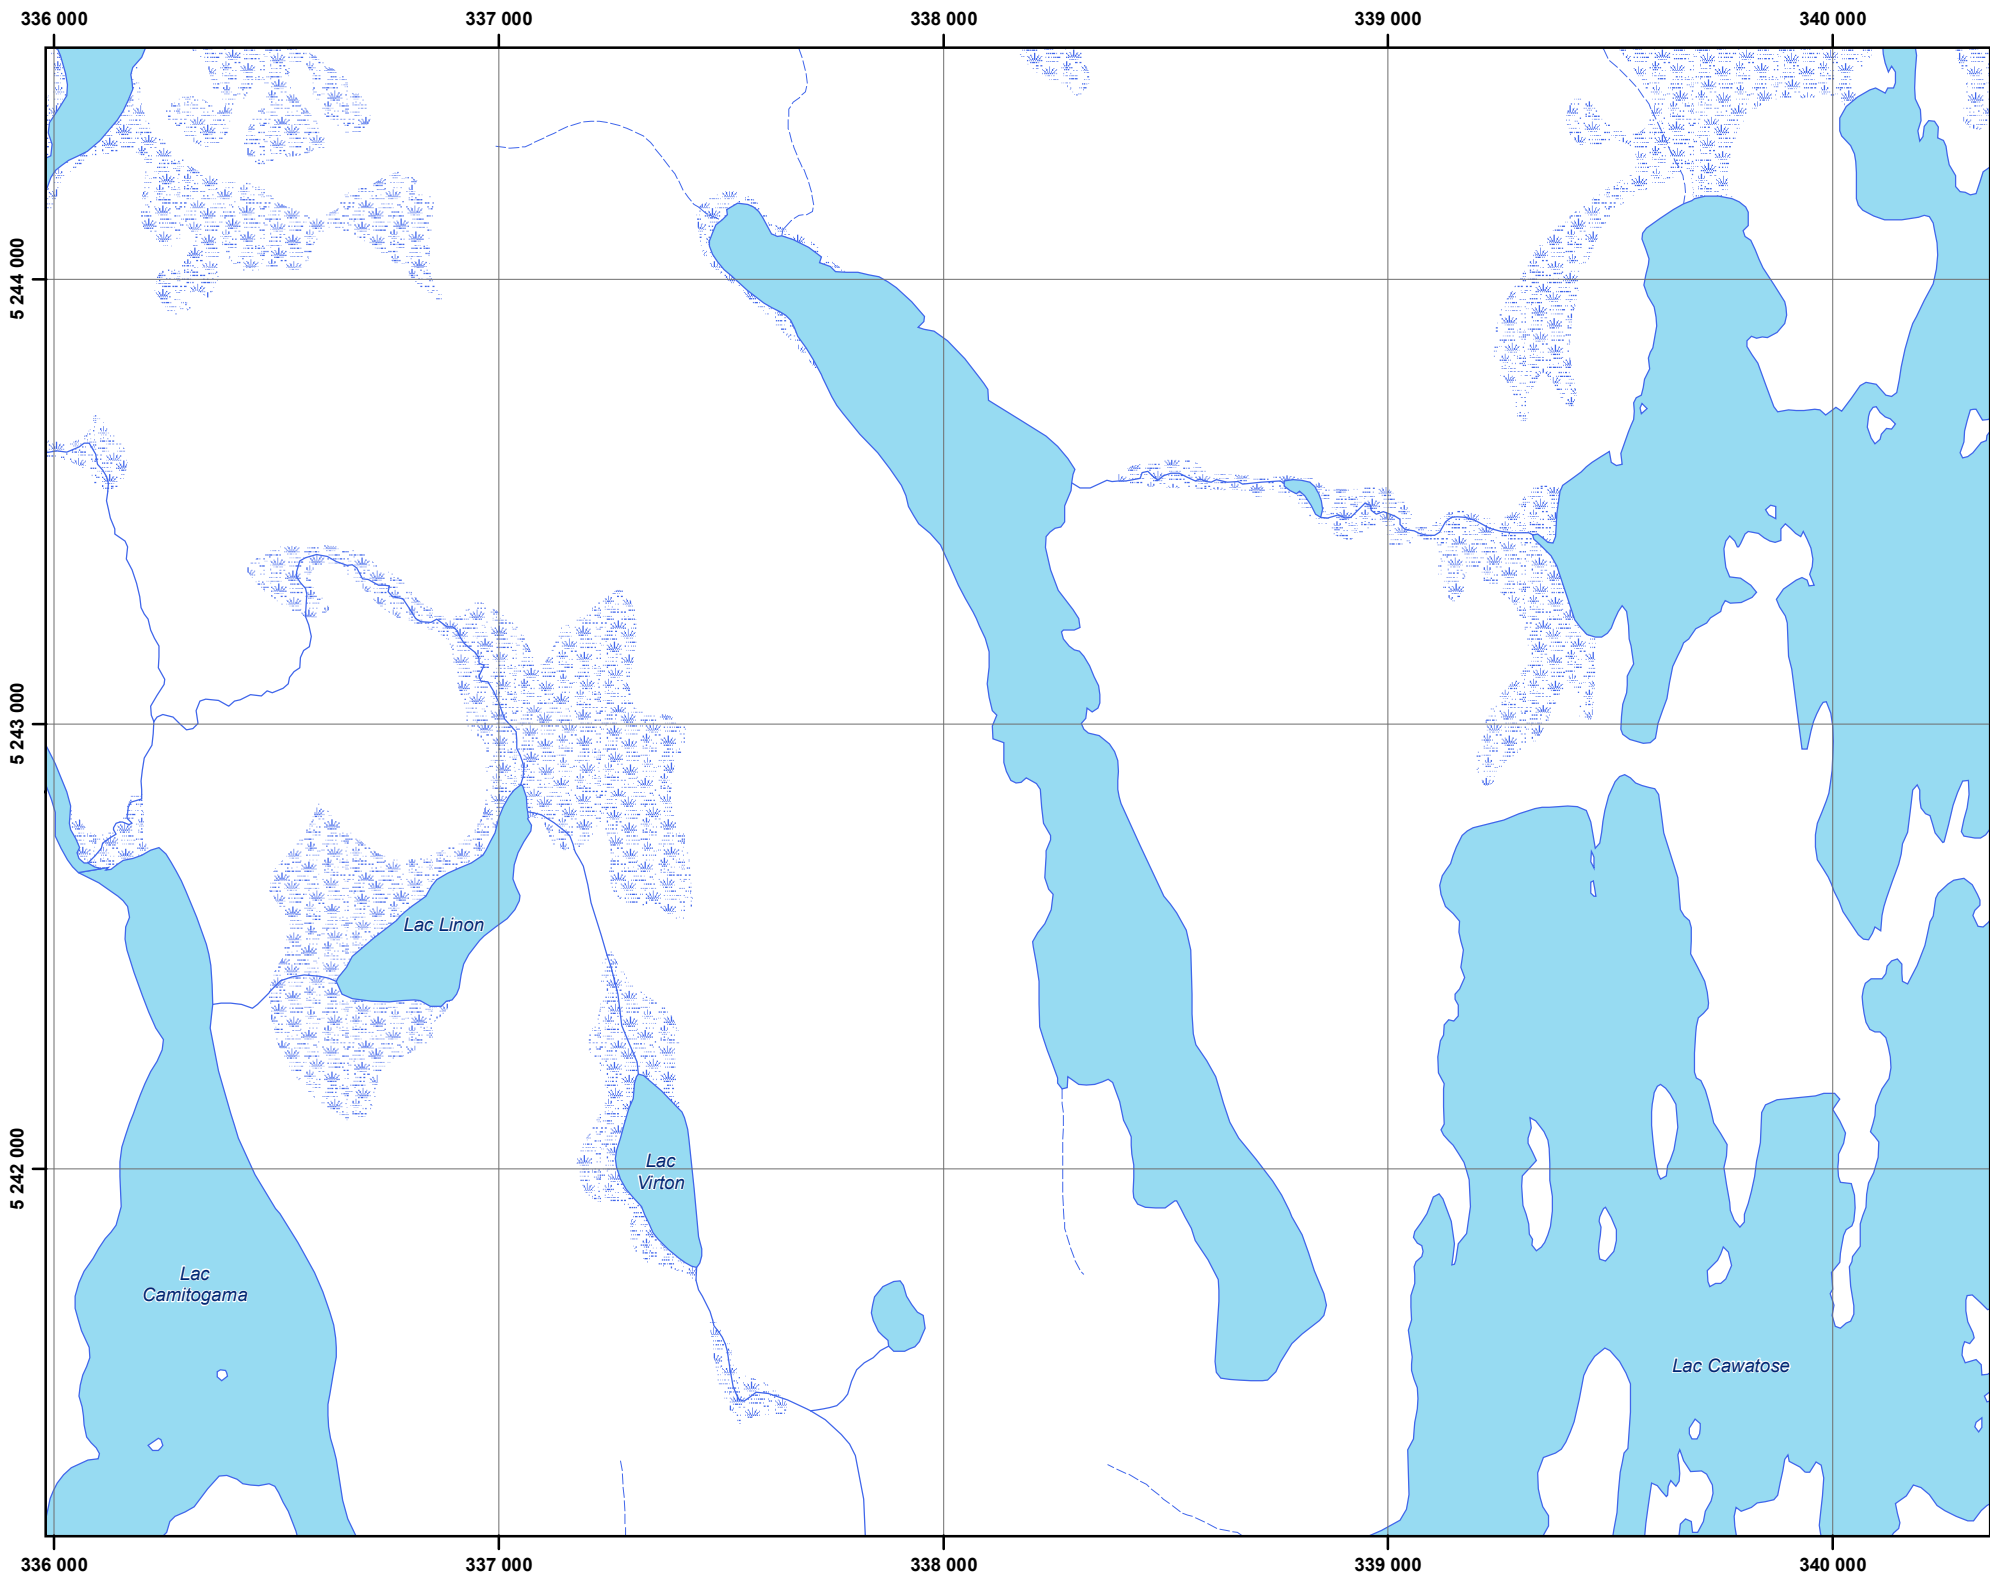 336 000 337 000 338 000 339 000 340 000
5 244 000
5 243 000
Lac Linon
5 242 000
Lac
Virton
Lac
Camitogama
Lac Cawatose
336 000 337 000 338 000 339 000 340 000